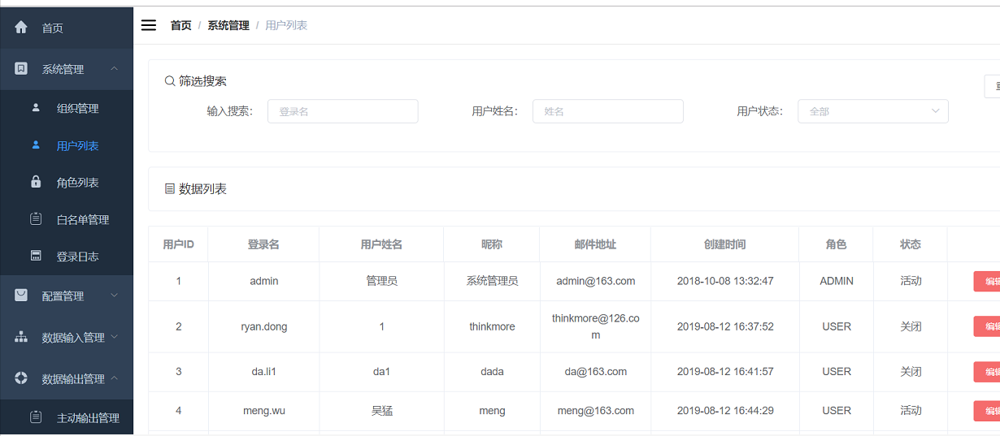 首页
首页 / 系统管理 / 用户列表
系统管理
组织管理
用户列表
角色列表
白名单管理
登录日志
配置管理
数据输入管理
数据输出管理
主动输出管理
筛选搜索
输入搜索： 登录名 用户姓名： 姓名 用户状态： 全部
数据列表
用户ID 登录名 用户姓名 昵称 邮件地址 创建时间 角色 状态
1 admin 管理员 系统管理员 admin@163.com 2018-10-08 13:32:47 ADMIN 活动 编辑
2 ryan.dong 1 thinkmore thinkmore@126.co 2019-08-12 16:37:52 USER 关闭 编辑
m
3 da.li1 da1 dada da@163.com 2019-08-12 16:41:57 USER 关闭 编辑
4 meng.wu 吴猛 meng meng@163.com 2019-08-12 16:44:29 USER 活动 编辑